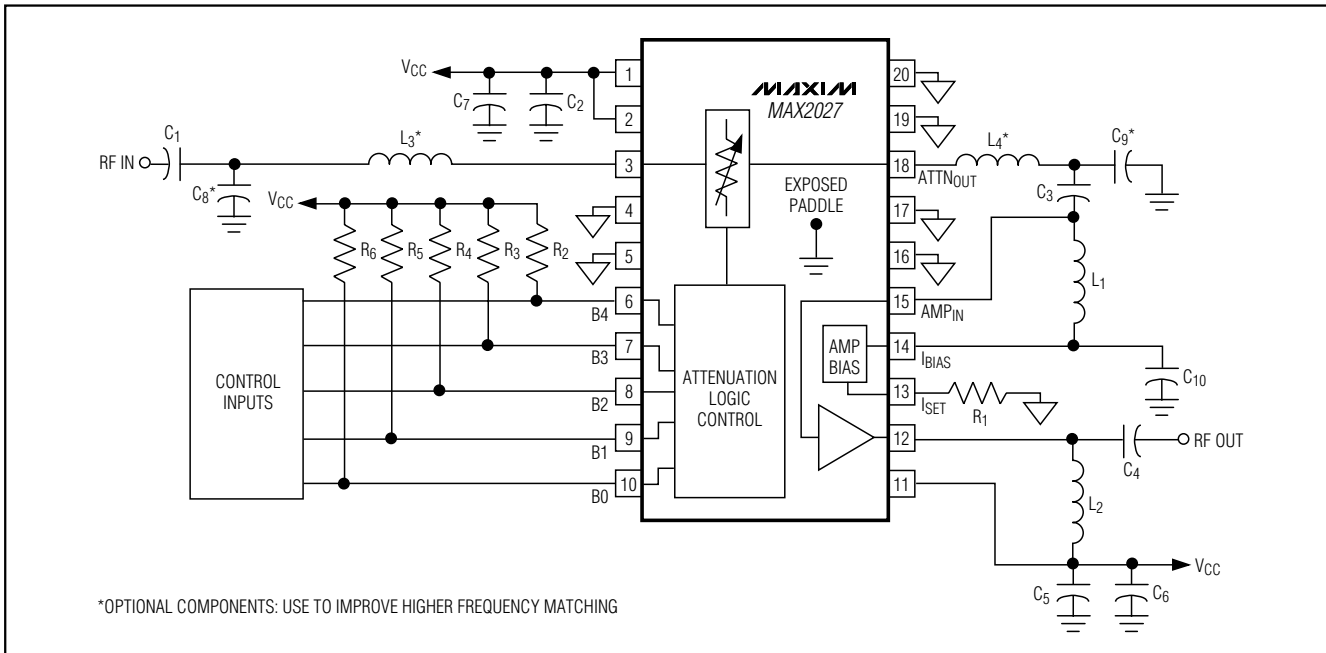 VCC
1
20
MAXIM
MAX2027
C7
C2
2
19
C1
L3*
L4*
C9*
RF IN
3
18
ATTNOUT
C8*
VCC
C3
EXPOSED
PADDLE
4
17
R6
R5
R4
R3
R2
5
16
L1
6
B4
15
AMPIN
7
B3
AMP
BIAS
14
IBIAS
CONTROL
INPUTS
ATTENUATION
LOGIC
CONTROL
C10
8
B2
13
ISET
R1
9
B1
12
RF OUT
C4
10
B0
11
L2
VCC
C5
C6
*OPTIONAL COMPONENTS: USE TO IMPROVE HIGHER FREQUENCY MATCHING